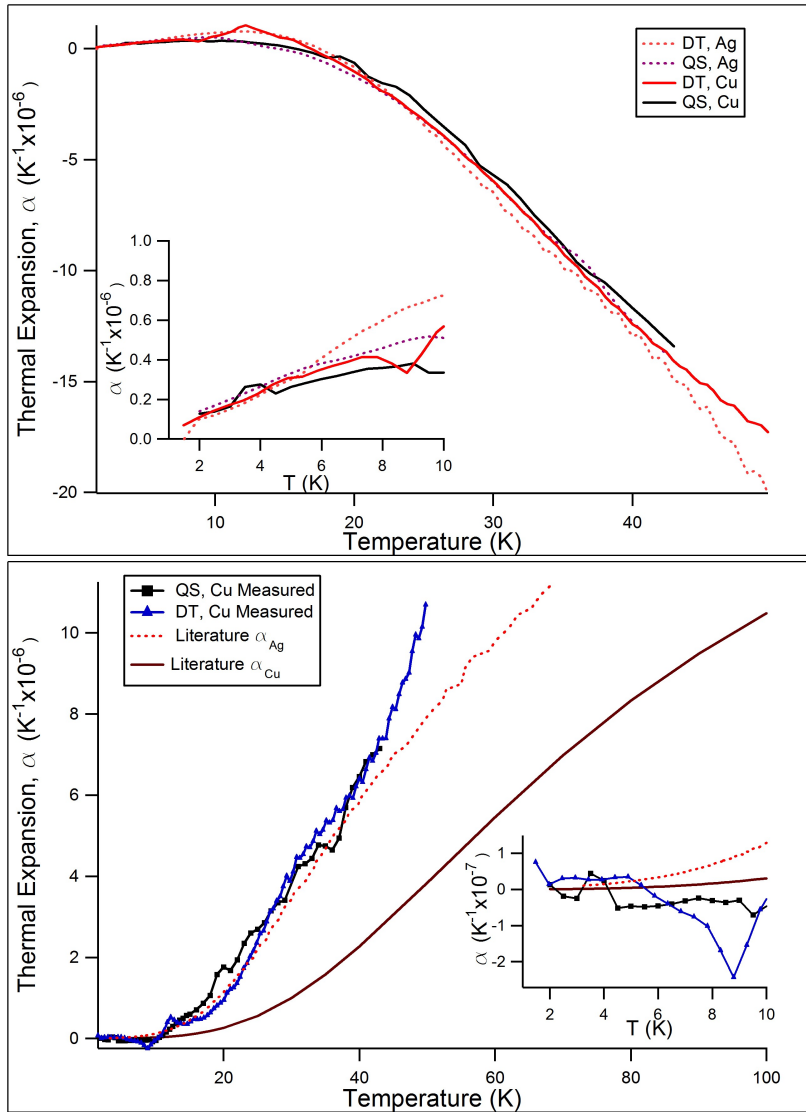 DT, Ag
QS, Ag
DT, Cu
QS, Cu
Thermal Expansion, α (K⁻¹x10⁻⁶)
0
-5
-10
-15
-20
10
20
30
40
Temperature (K)
α (K⁻¹x10⁻⁶)
1.0
0.8
0.6
0.4
0.2
0.0
2
4
6
8
10
T (K)
QS, Cu Measured
DT, Cu Measured
Literature α_Ag
Literature α_Cu
Thermal Expansion, α (K⁻¹x10⁻⁶)
10
8
6
4
2
0
20
40
60
80
100
Temperature (K)
α (K⁻¹x10⁻⁷)
1
0
-1
-2
2
4
6
8
10
T (K)